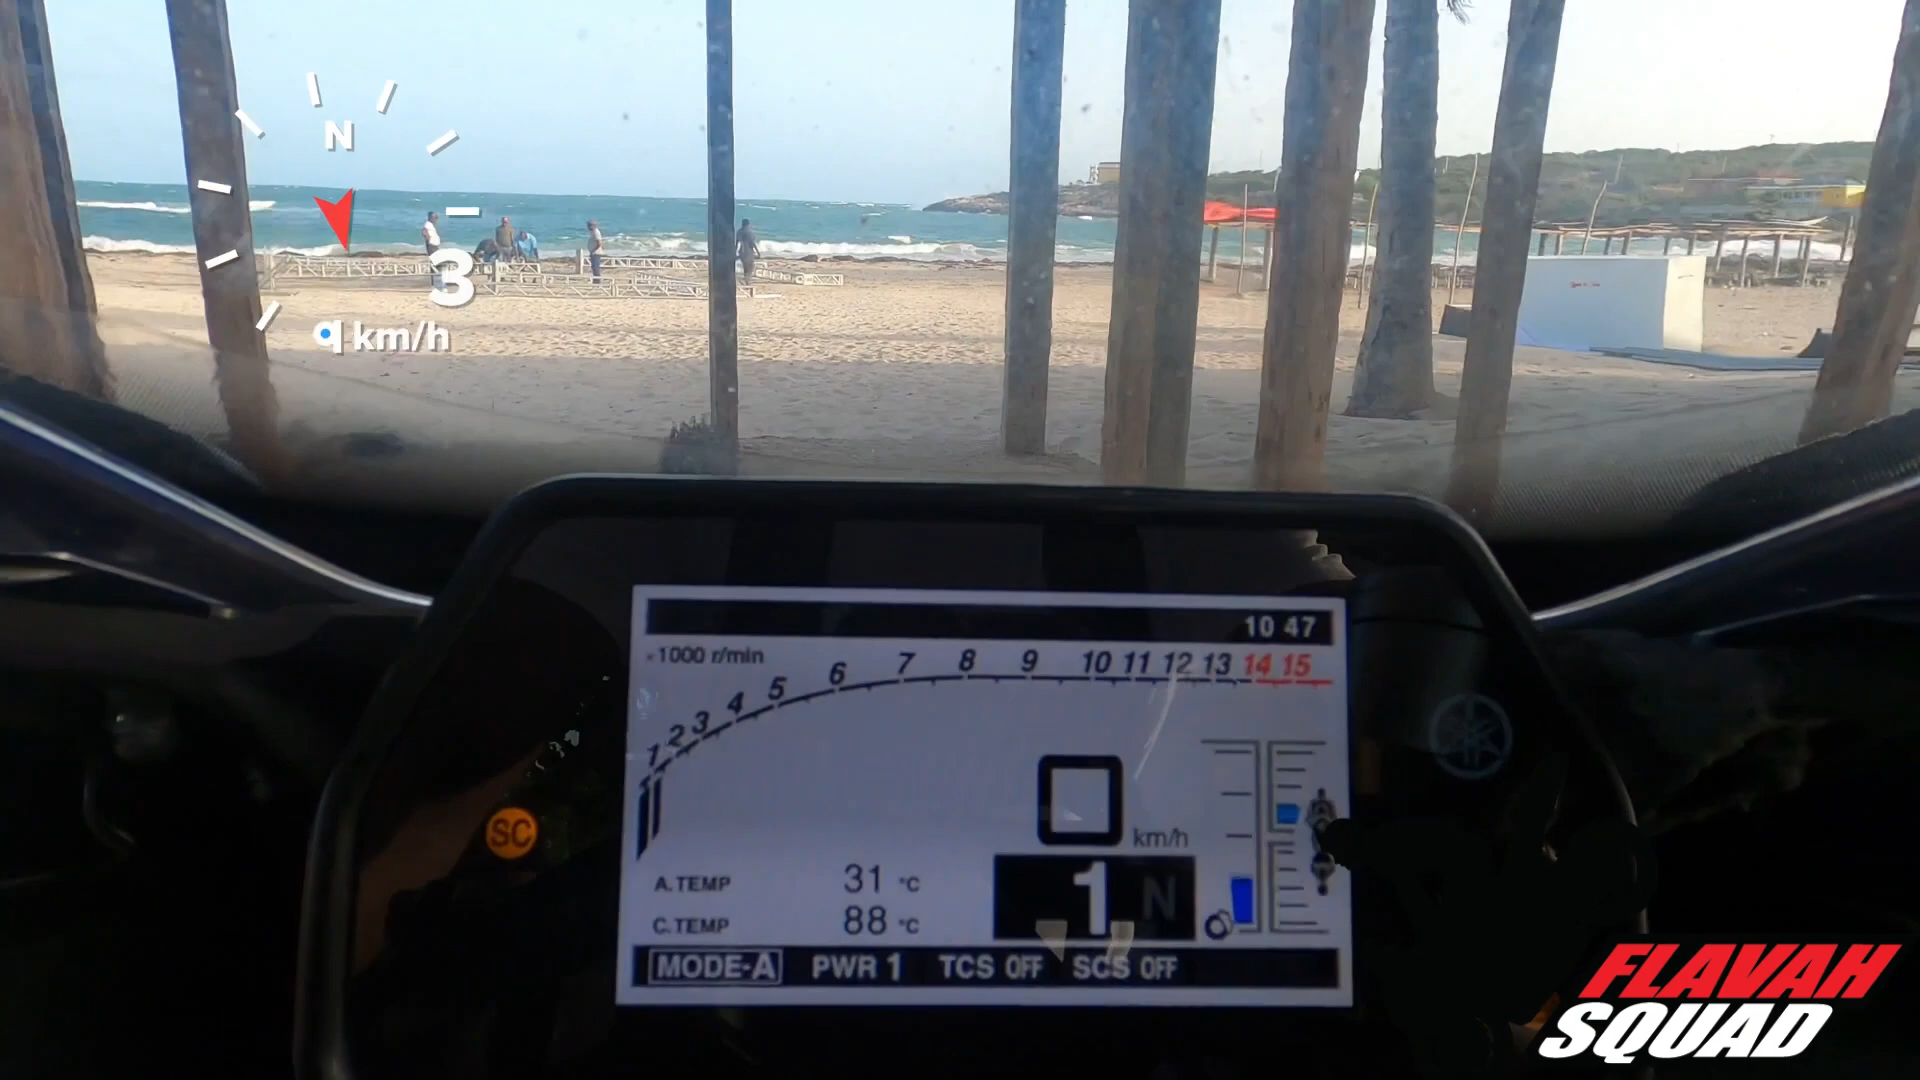 N
3
km/h
10 47
1000 r/min
1 2 3 4 5 6 7 8 9 10 11 12 13 14 15
0 km/h
SC
A.TEMP 31 °C
1 N
C.TEMP 88 °C
MODE-A PWR 1 TCS OFF SCS OFF
FLAVAH
SQUAD